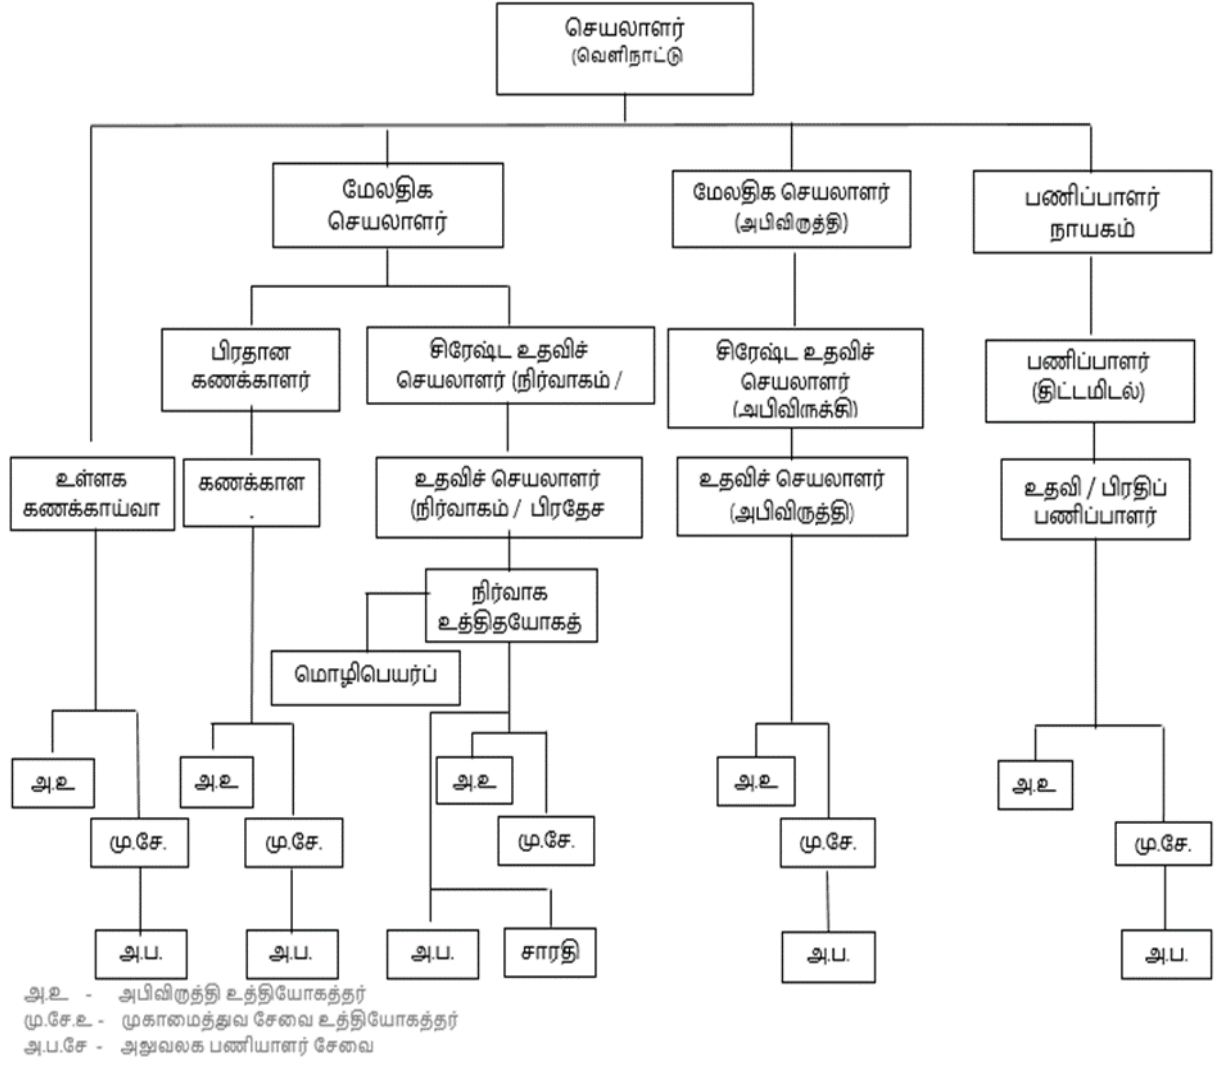 செயலாளர்
(வெளிநாட்டு
மேலதிக
செயலாளர்
மேலதிக செயலாளர்
(அபிவிருத்தி)
பணிப்பாளர்
நாயகம்
பிரதான
கணக்காளர்
சிரேஷ்ட உதவிச்
செயலாளர் (நிர்வாகம் /
சிரேஷ்ட உதவிச்
செயலாளர்
(அபிவிருத்தி)
பணிப்பாளர்
(திட்டமிடல்)
உள்ளக
கணக்காய்வா
கணக்காள
உதவிச் செயலாளர்
(நிர்வாகம் / பிரதேச
உதவிச் செயலாளர்
(அபிவிருத்தி)
உதவி / பிரதிப்
பணிப்பாளர்
நிர்வாக
உத்திதயோகத்
மொழிபெயர்ப்
அ.உ
அ.உ
அ.உ
அ.உ
அ.உ
மு.சே.
மு.சே.
மு.சே.
மு.சே.
மு.சே.
அ.ப.
அ.ப.
அ.ப.
சாரதி
அ.ப.
அ.ப.
அ.உ - அபிவிருத்தி உத்தியோகத்தர்
மு.சே.உ - முகாமைத்துவ சேவை உத்தியோகத்தர்
அ.ப.சே - அலுவலக பணியாளர் சேவை